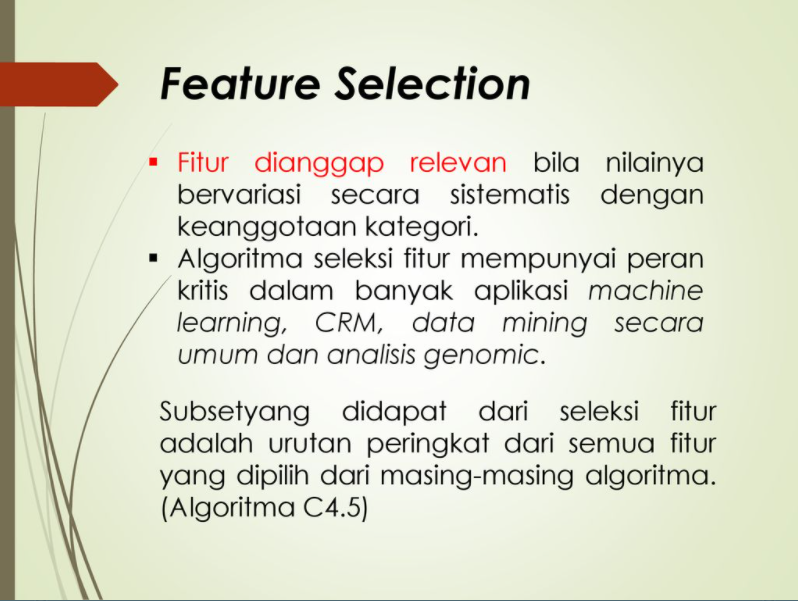 Feature Selection
▪ Fitur dianggap relevan bila nilainya
bervariasi secara sistematis dengan
keanggotaan kategori.
▪ Algoritma seleksi fitur mempunyai peran
kritis dalam banyak aplikasi machine
learning, CRM, data mining secara
umum dan analisis genomic.
Subsetyang didapat dari seleksi fitur
adalah urutan peringkat dari semua fitur
yang dipilih dari masing-masing algoritma.
(Algoritma C4.5)